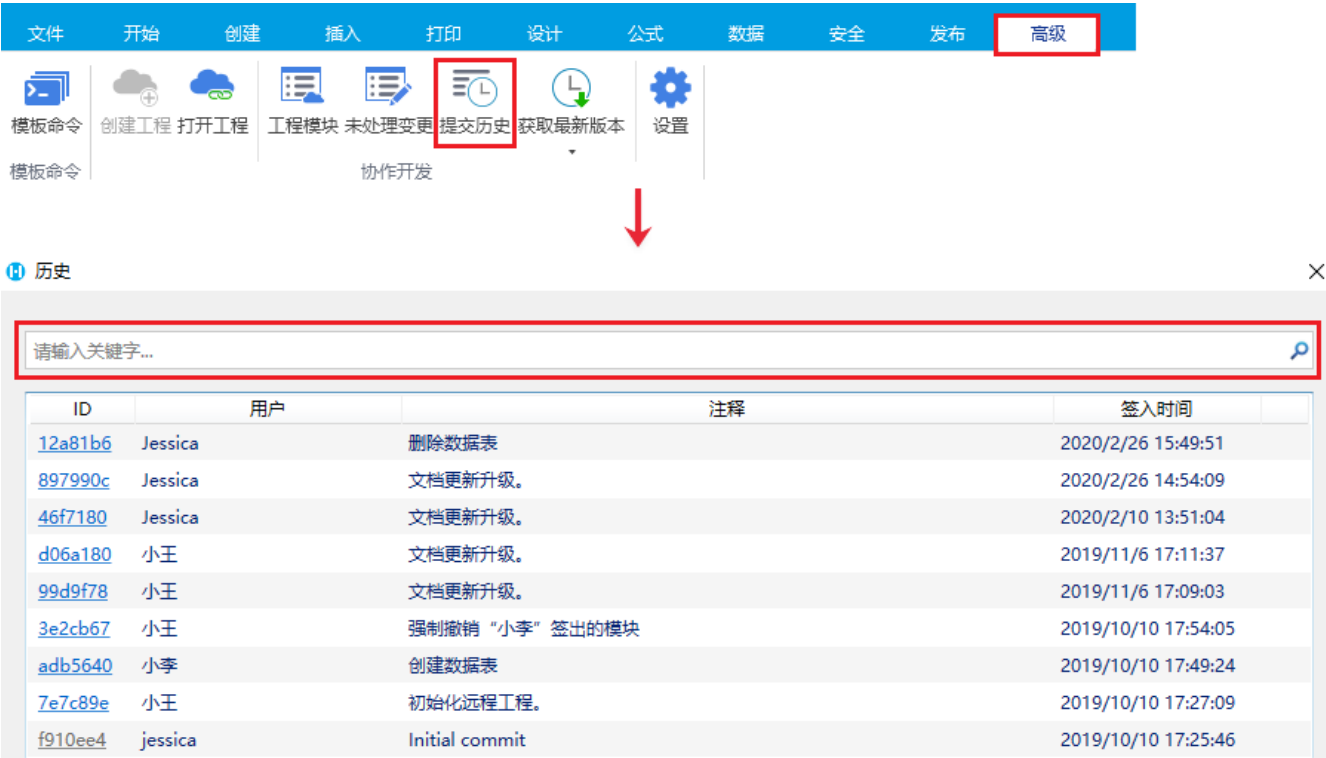 文件 开始 创建 插入 打印 设计 公式 数据 安全 发布 高级
模板命令 创建工程 打开工程 工程模块 未处理变更 提交历史 获取最新版本 设置
模板命令 协作开发
历史
请输入关键字...
ID 用户 注释 签入时间
12a81b6 Jessica 删除数据表 2020/2/26 15:49:51
897990c Jessica 文档更新升级。 2020/2/26 14:54:09
46f7180 Jessica 文档更新升级。 2020/2/10 13:51:04
d06a180 小王 文档更新升级。 2019/11/6 17:11:37
99d9f78 小王 文档更新升级。 2019/11/6 17:09:03
3e2cb67 小王 强制撤销“小李”签出的模块 2019/10/10 17:54:05
adb5640 小李 创建数据表 2019/10/10 17:49:24
7e7c89e 小王 初始化远程工程。 2019/10/10 17:27:09
f910ee4 jessica Initial commit 2019/10/10 17:25:46